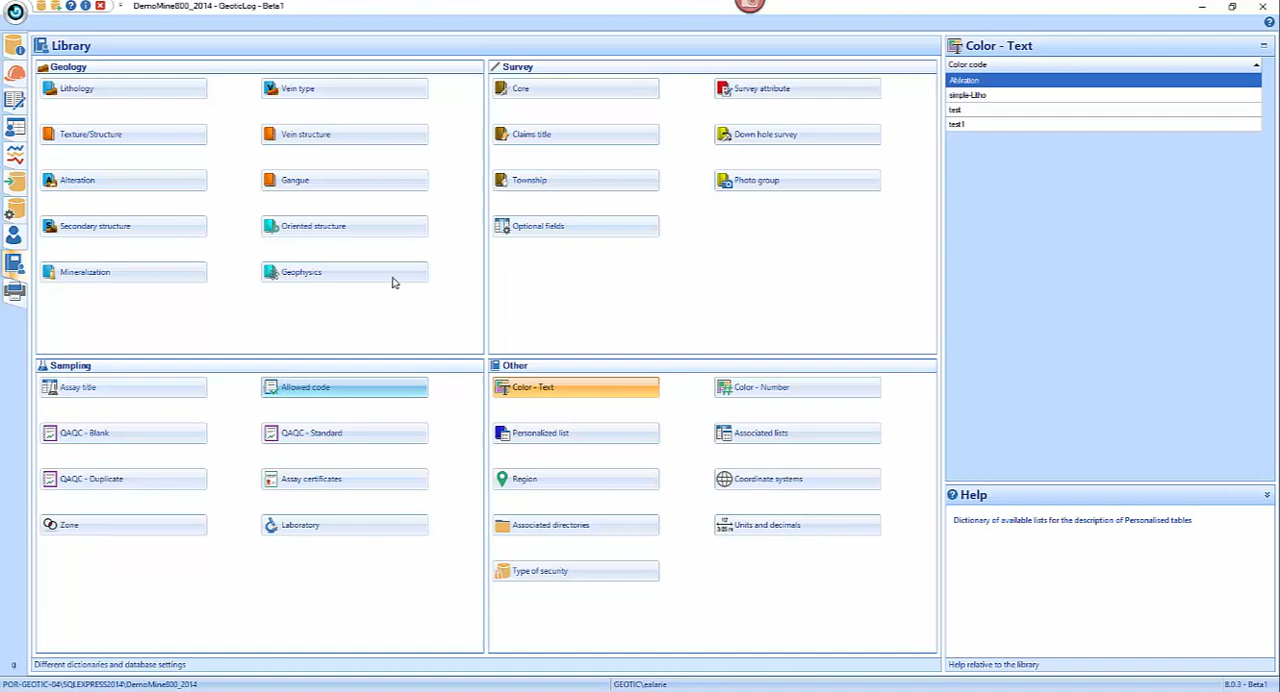 DemoMine800_2014 - GeoticLog - Beta1
Library
Geology
Lithology
Vein type
Texture/Structure
Vein structure
Alteration
Gangue
Secondary structure
Oriented structure
Mineralization
Geophysics
Survey
Core
Survey attribute
Claims title
Down hole survey
Township
Photo group
Optional fields
Sampling
Assay title
Allowed code
QAQC - Blank
QAQC - Standard
QAQC - Duplicate
Assay certificates
Zone
Laboratory
Other
Color - Text
Color - Number
Personalized list
Associated lists
Region
Coordinate systems
Associated directories
Units and decimals
Type of security
Color - Text
Color code
Altération
simple-Litho
test
test1
Help
Dictionary of available lists for the description of Personalised tables
Different dictionaries and database settings
Help relative to the library
POR-GEOTIC-04\SQLEXPRESS2014\DemoMine800_2014
GEOTIC\ealarie
8.0.3 - Beta1